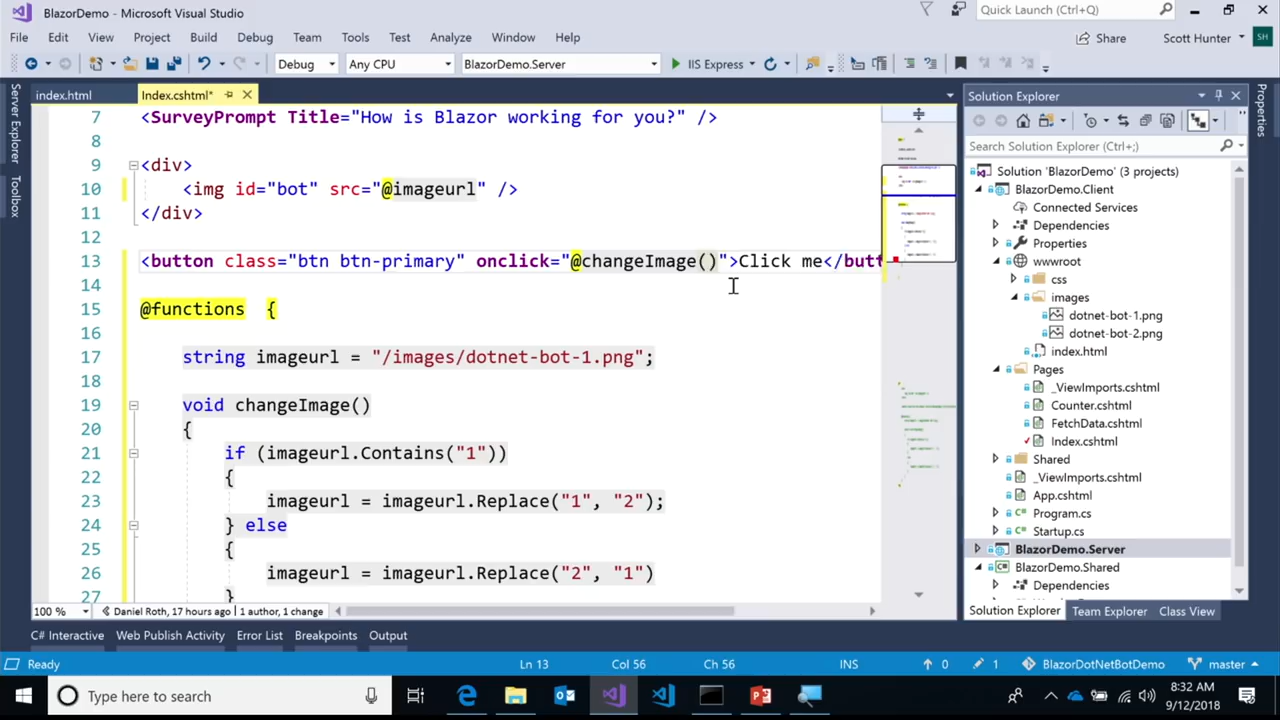 BlazorDemo - Microsoft Visual Studio
Quick Launch (Ctrl+Q)
File Edit View Project Build Debug Team Tools Test Analyze Window Help
Share Scott Hunter SH
Debug Any CPU BlazorDemo.Server IIS Express
index.html Index.cshtml*
Server Explorer
Toolbox
7 <SurveyPrompt Title="How is Blazor working for you?" />
8
9 <div>
10 <img id="bot" src="@imageurl" />
11 </div>
12
13 <button class="btn btn-primary" onclick="@changeImage()">Click me</butt
14
15 @functions {
16
17 string imageurl = "/images/dotnet-bot-1.png";
18
19 void changeImage()
20 {
21 if (imageurl.Contains("1"))
22 {
23 imageurl = imageurl.Replace("1", "2");
24 } else
25 {
26 imageurl = imageurl.Replace("2", "1")
27 }
100 % Daniel Roth, 17 hours ago | 1 author, 1 change
Solution Explorer
Search Solution Explorer (Ctrl+;)
Solution 'BlazorDemo' (3 projects)
BlazorDemo.Client
Connected Services
Dependencies
Properties
wwwroot
css
images
dotnet-bot-1.png
dotnet-bot-2.png
index.html
Pages
_ViewImports.cshtml
Counter.cshtml
FetchData.cshtml
Index.cshtml
Shared
_ViewImports.cshtml
App.cshtml
Program.cs
Startup.cs
BlazorDemo.Server
BlazorDemo.Shared
Dependencies
Solution Explorer Team Explorer Class View
Properties
C# Interactive Web Publish Activity Error List Breakpoints Output
Ready Ln 13 Col 56 Ch 56 INS 0 1 BlazorDotNetBotDemo master
Type here to search
8:32 AM
9/12/2018